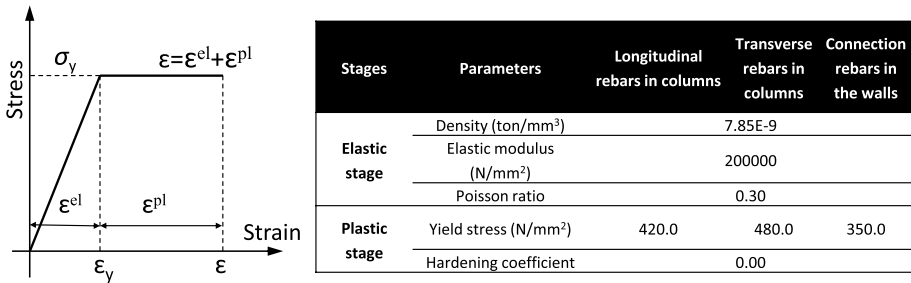 Stress
σy
ε=εel+εpl
εel
εpl
Strain
εy
ε
Stages
Parameters
Longitudinal
rebars in columns
Transverse
rebars in
columns
Connection
rebars in
the walls
Elastic
stage
Density (ton/mm3)
7.85E-9
Elastic modulus
(N/mm2)
200000
Poisson ratio
0.30
Plastic
stage
Yield stress (N/mm2)
420.0
480.0
350.0
Hardening coefficient
0.00